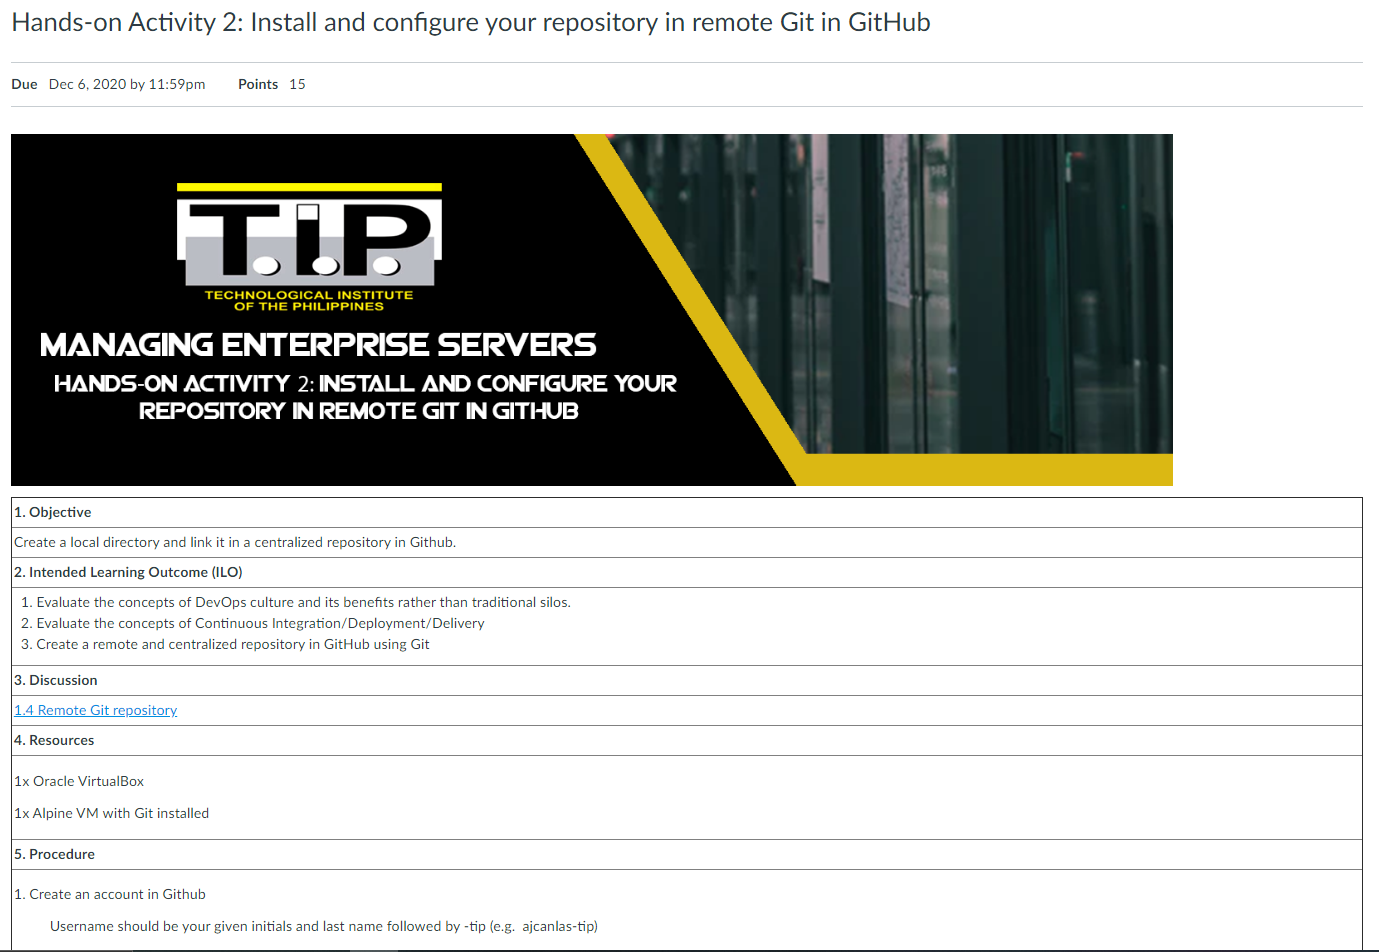 Hands-on Activity 2: Install and configure your repository in remote Git in GitHub
Due Dec 6, 2020 by 11:59pm Points 15
T.I.P.
TECHNOLOGICAL INSTITUTE
OF THE PHILIPPINES
MANAGING ENTERPRISE SERVERS
HANDS-ON ACTIVITY 2: INSTALL AND CONFIGURE YOUR
REPOSITORY IN REMOTE GIT IN GITHUB
1. Objective
Create a local directory and link it in a centralized repository in Github.
2. Intended Learning Outcome (ILO)
1. Evaluate the concepts of DevOps culture and its benefits rather than traditional silos.
2. Evaluate the concepts of Continuous Integration/Deployment/Delivery
3. Create a remote and centralized repository in GitHub using Git
3. Discussion
1.4 Remote Git repository
4. Resources
1x Oracle VirtualBox
1x Alpine VM with Git installed
5. Procedure
1. Create an account in Github
Username should be your given initials and last name followed by -tip (e.g. ajcanlas-tip)